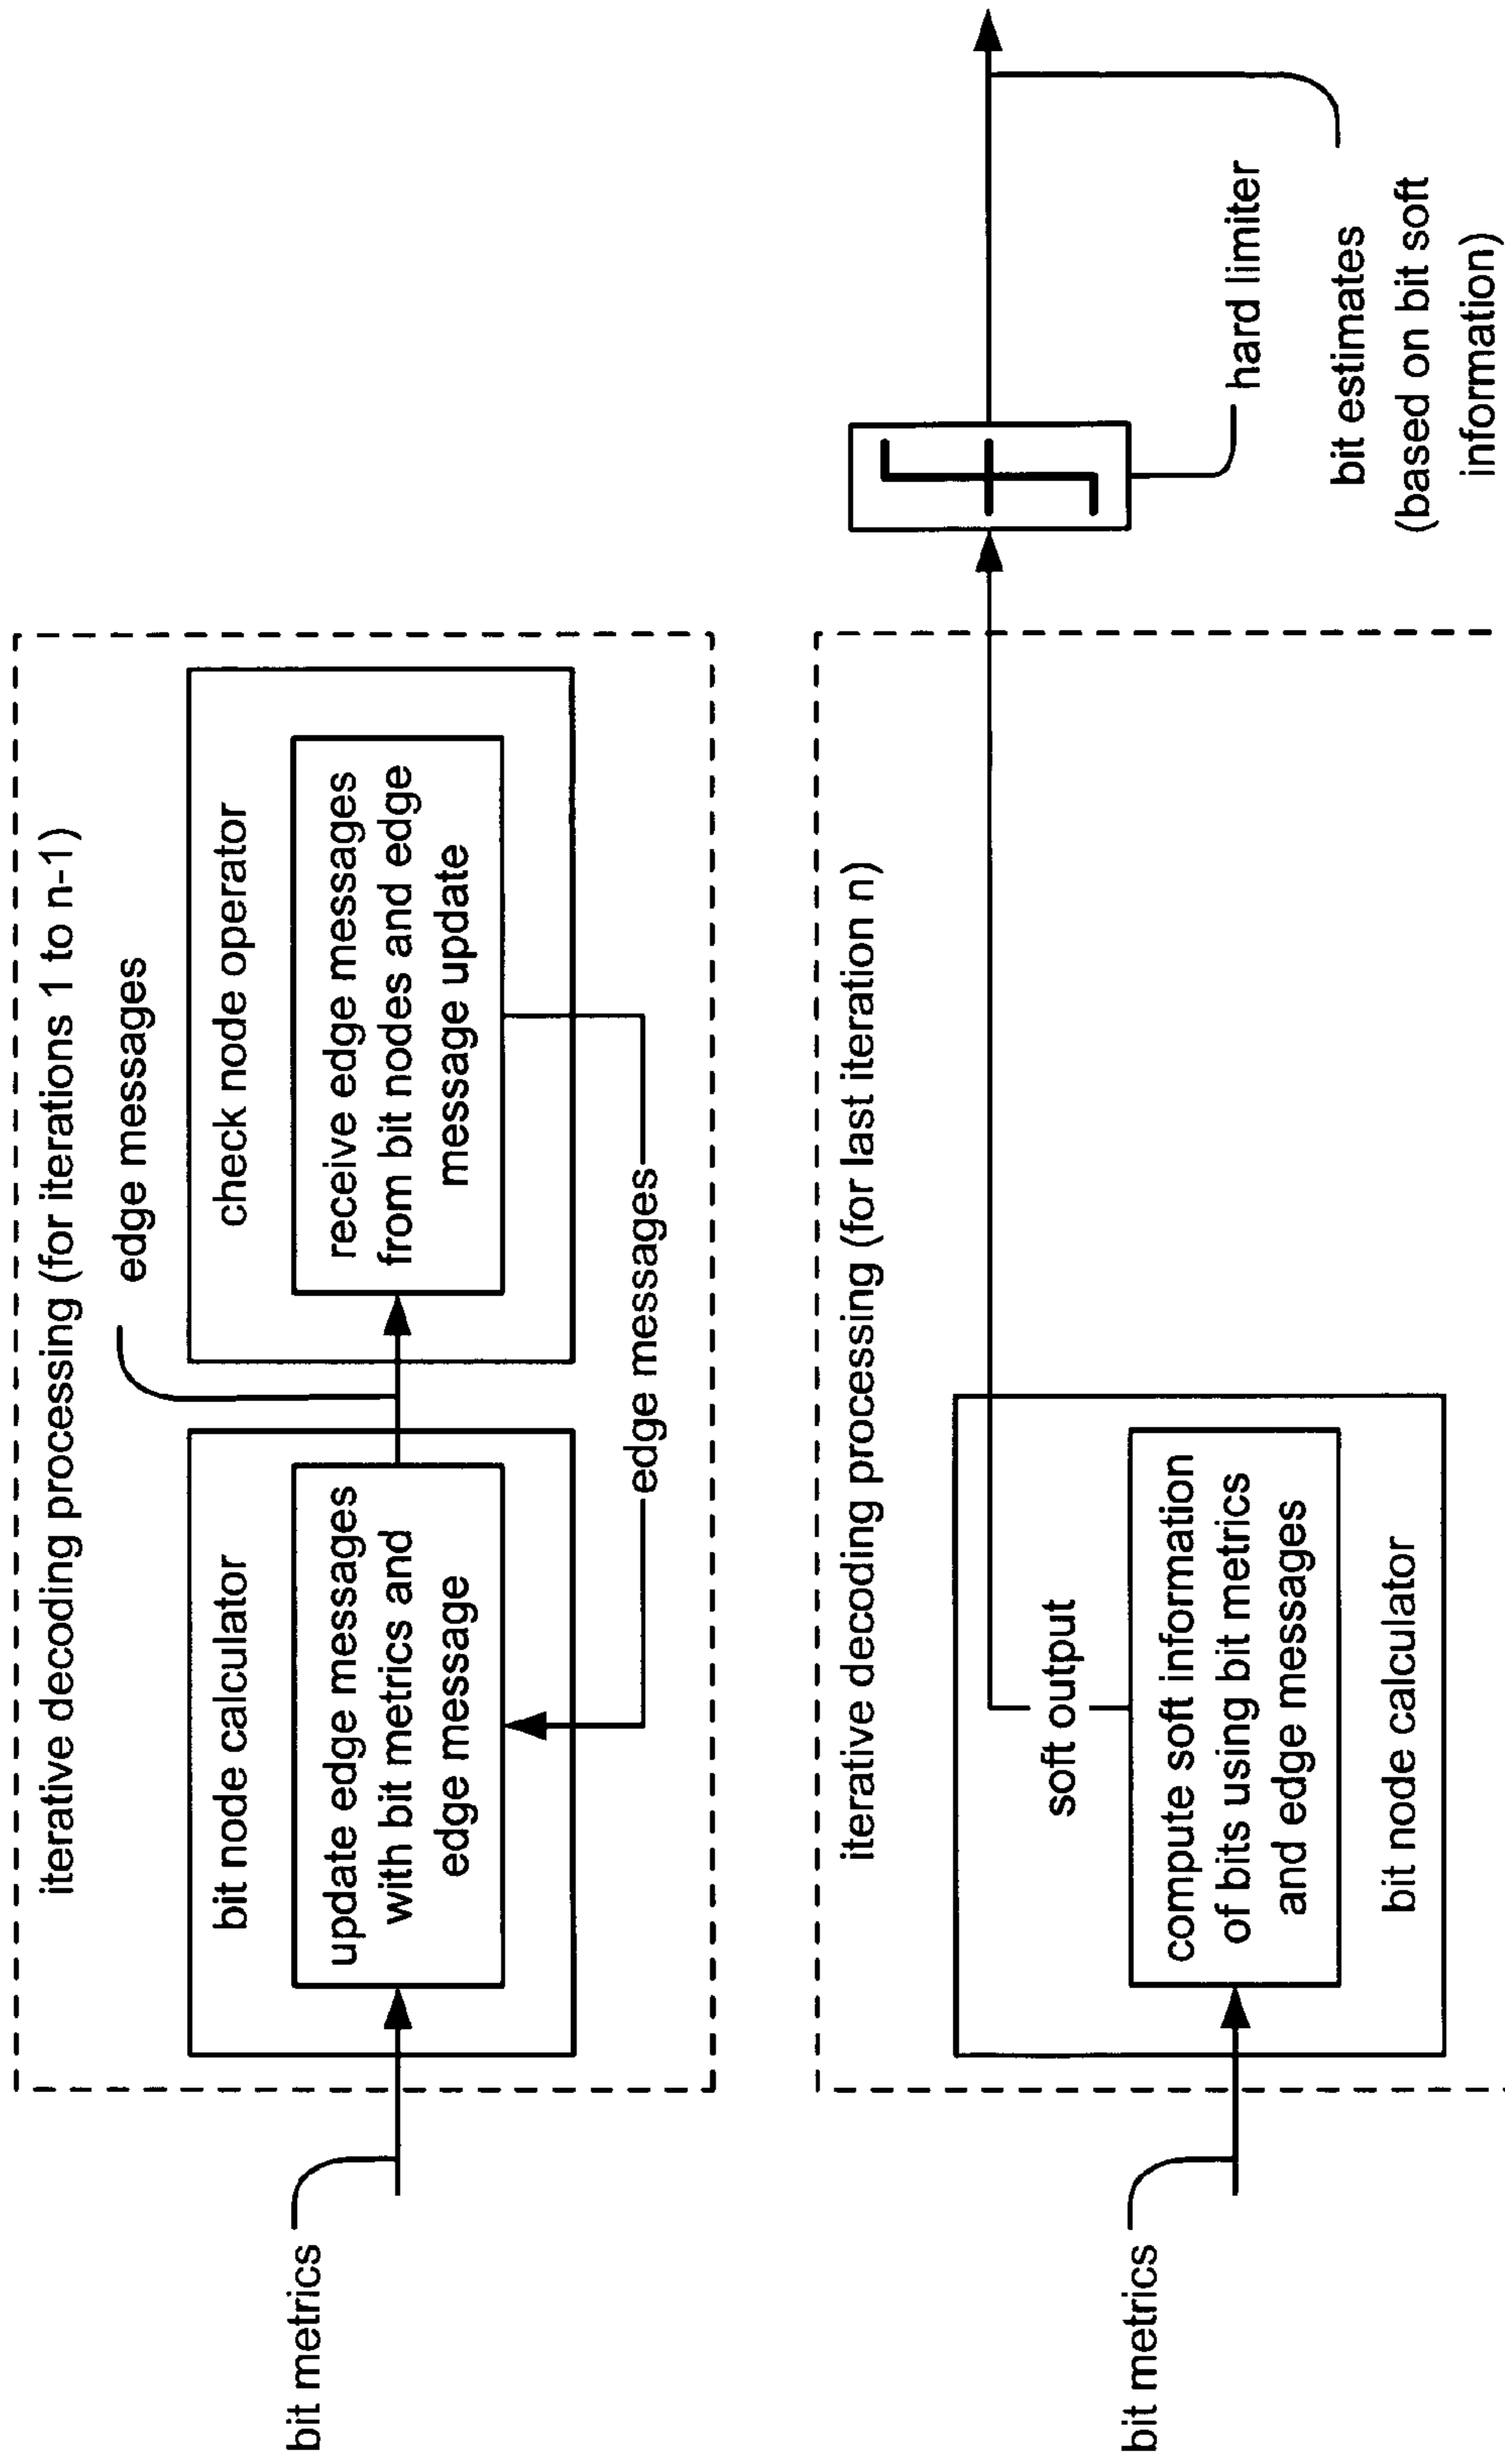 iterative decoding processing (for iterations 1 to n-1)
edge messages
bit metrics
bit node calculator
update edge messages
with bit metrics and
edge message
check node operator
receive edge messages
from bit nodes and edge
message update
edge messages
iterative decoding processing (for last iteration n)
bit metrics
soft output
compute soft information
of bits using bit metrics
and edge messages
bit node calculator
hard limiter
bit estimates
(based on bit soft
information)